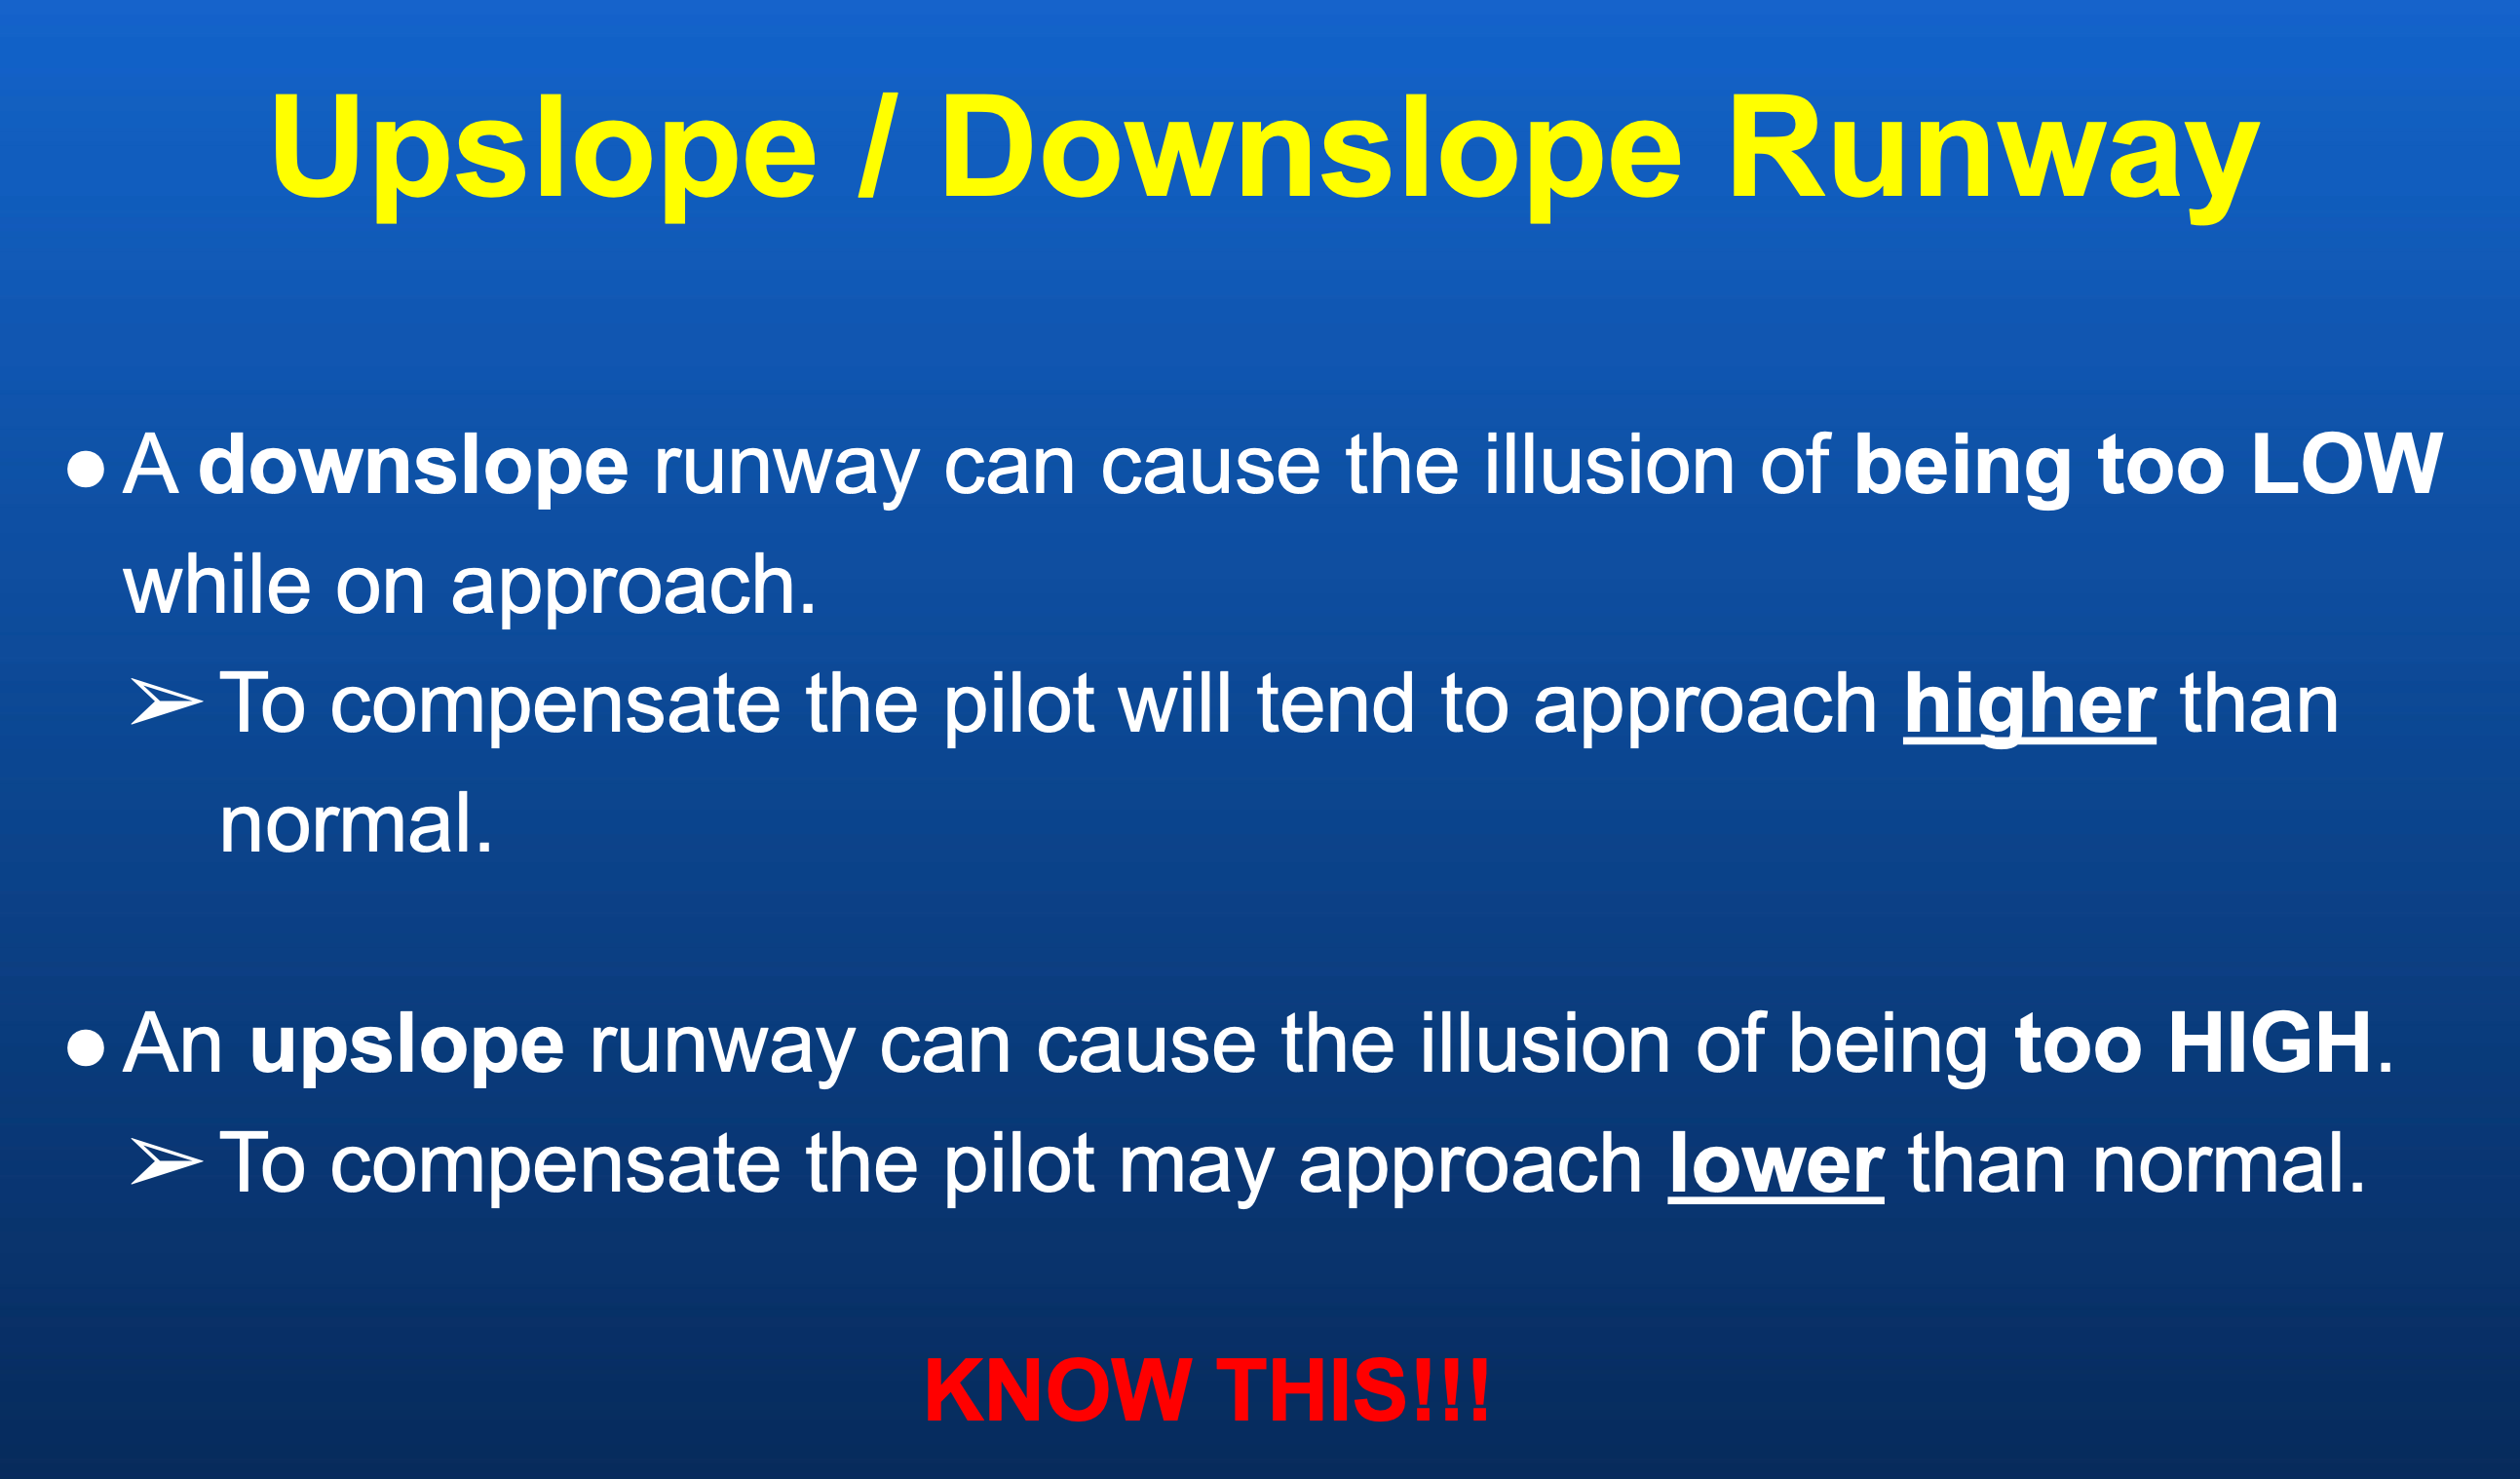 Upslope / Downslope Runway
● A downslope runway can cause the illusion of being too LOW
while on approach.
➢ To compensate the pilot will tend to approach higher than
normal.
● An upslope runway can cause the illusion of being too HIGH.
➢ To compensate the pilot may approach lower than normal.
KNOW THIS!!!